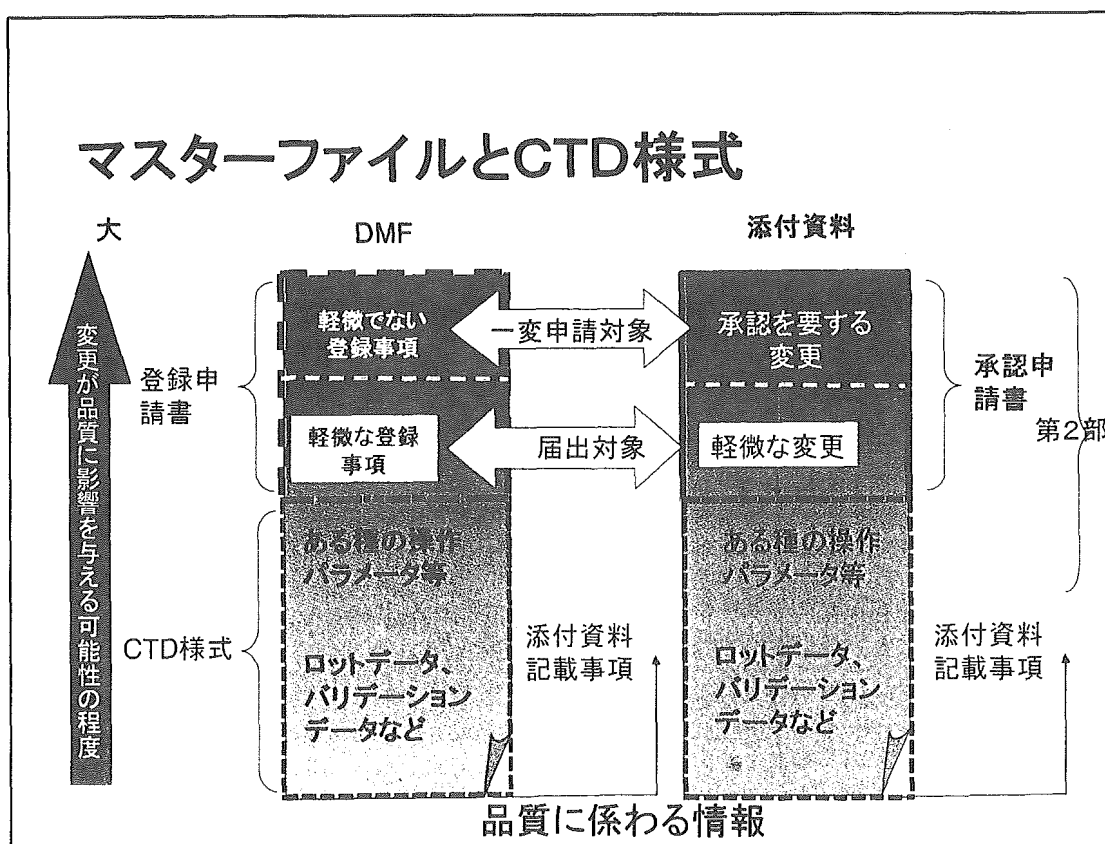 マスターファイルとCTD様式
大
DMF
添付資料
変更が品質に影響を与える可能性の程度
登録申
請書
軽微でない
登録事項
一変申請対象
承認を要する
変更
承認申
請書
第2部
軽微な登録
事項
届出対象
軽微な変更
ある種の操作
パラメータ等
ある種の操作
パラメータ等
CTD様式
ロットデータ、
バリデーション
データなど
添付資料
記載事項
ロットデータ、
バリデーション
データなど
添付資料
記載事項
品質に係わる情報